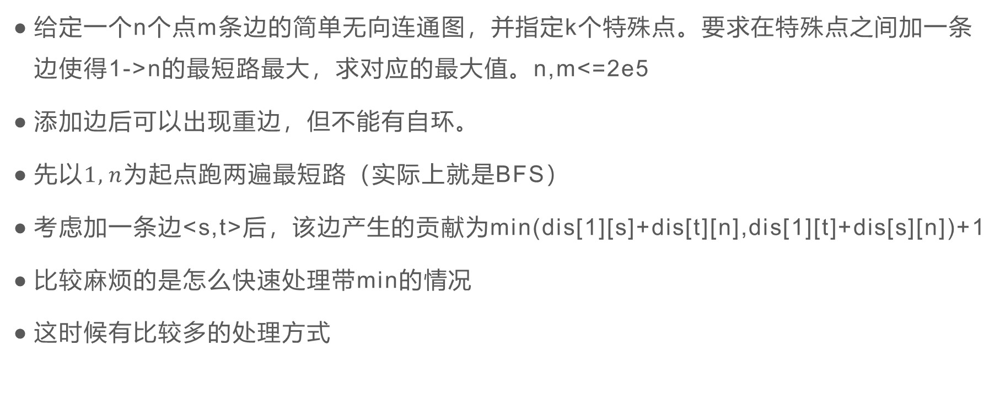 ● 给定一个n个点m条边的简单无向连通图，并指定k个特殊点。要求在特殊点之间加一条
边使得1->n的最短路最大，求对应的最大值。n,m<=2e5
● 添加边后可以出现重边，但不能有自环。
● 先以1, n为起点跑两遍最短路（实际上就是BFS）
● 考虑加一条边<s,t>后，该边产生的贡献为min(dis[1][s]+dis[t][n],dis[1][t]+dis[s][n])+1
● 比较麻烦的是怎么快速处理带min的情况
● 这时候有比较多的处理方式